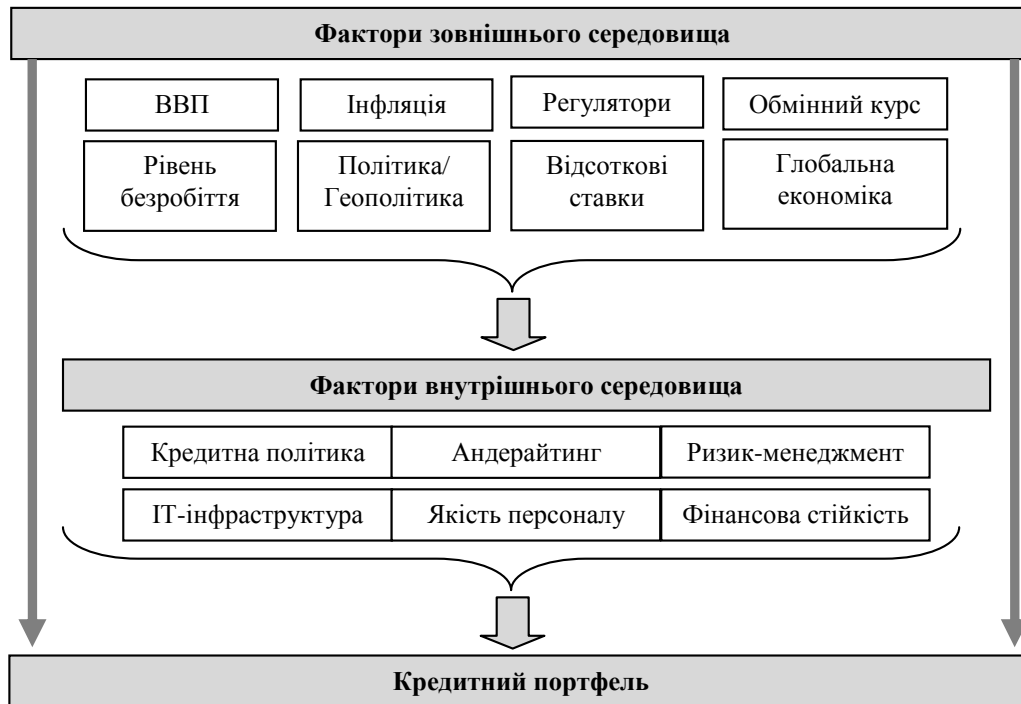 Фактори зовнішнього середовища
ВВП
Інфляція
Регулятори
Обмінний курс
Рівень
безробіття
Політика/
Геополітика
Відсоткові
ставки
Глобальна
економіка
Фактори внутрішнього середовища
Кредитна політика
Андерайтинг
Ризик-менеджмент
ІТ-інфраструктура
Якість персоналу
Фінансова стійкість
Кредитний портфель